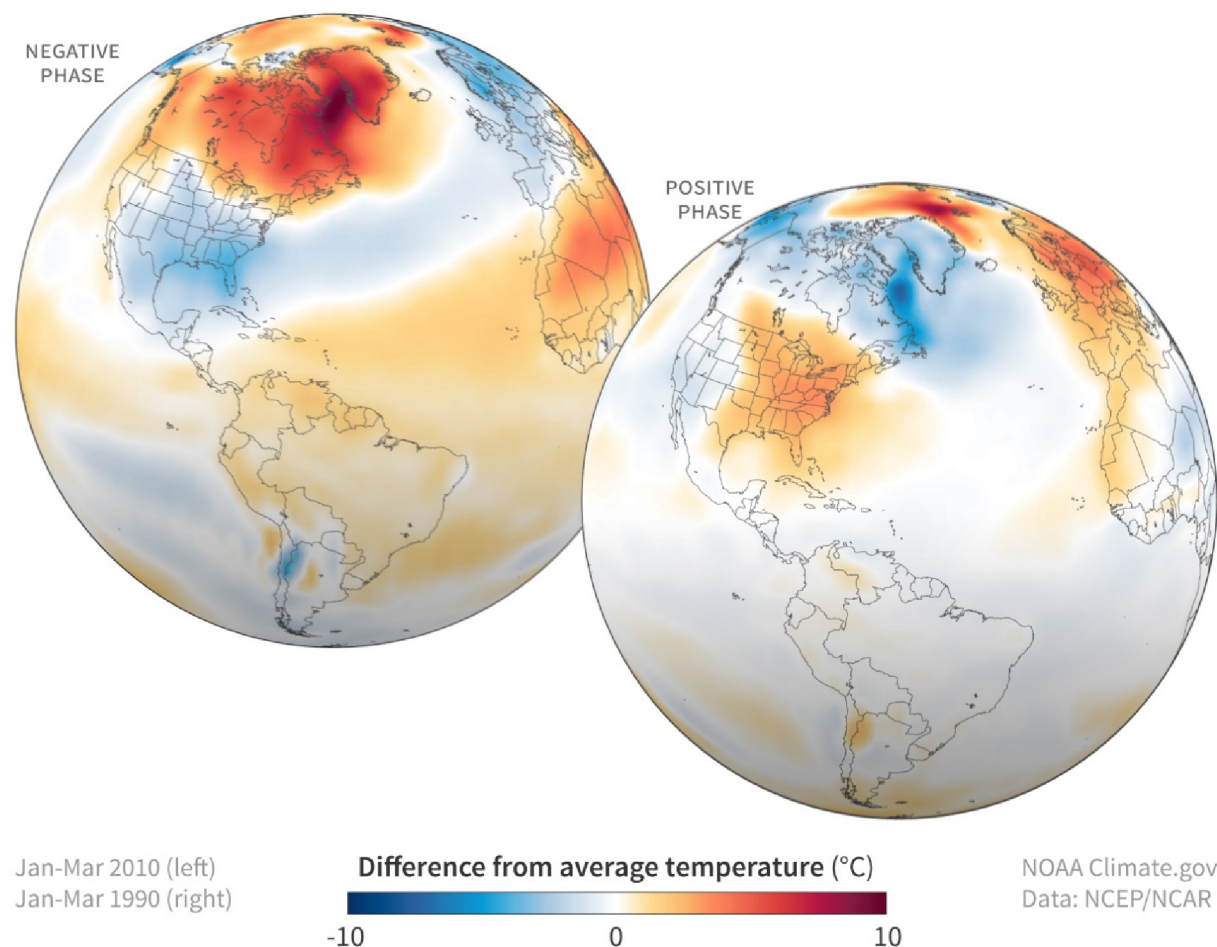 NEGATIVE
PHASE
POSITIVE
PHASE
Jan-Mar 2010 (left)
Jan-Mar 1990 (right)
Difference from average temperature (°C)
-10 0 10
NOAA Climate.gov
Data: NCEP/NCAR